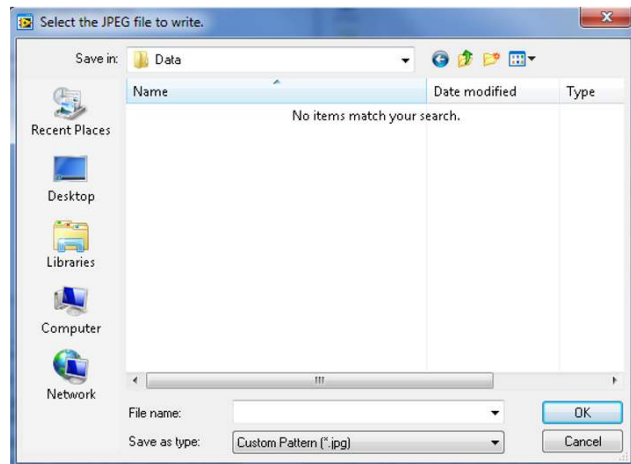 Select the JPEG file to write.
Save in: Data
Name Date modified Type
No items match your search.
Recent Places
Desktop
Libraries
Computer
Network
File name: OK
Save as type: Custom Pattern (*.jpg) Cancel